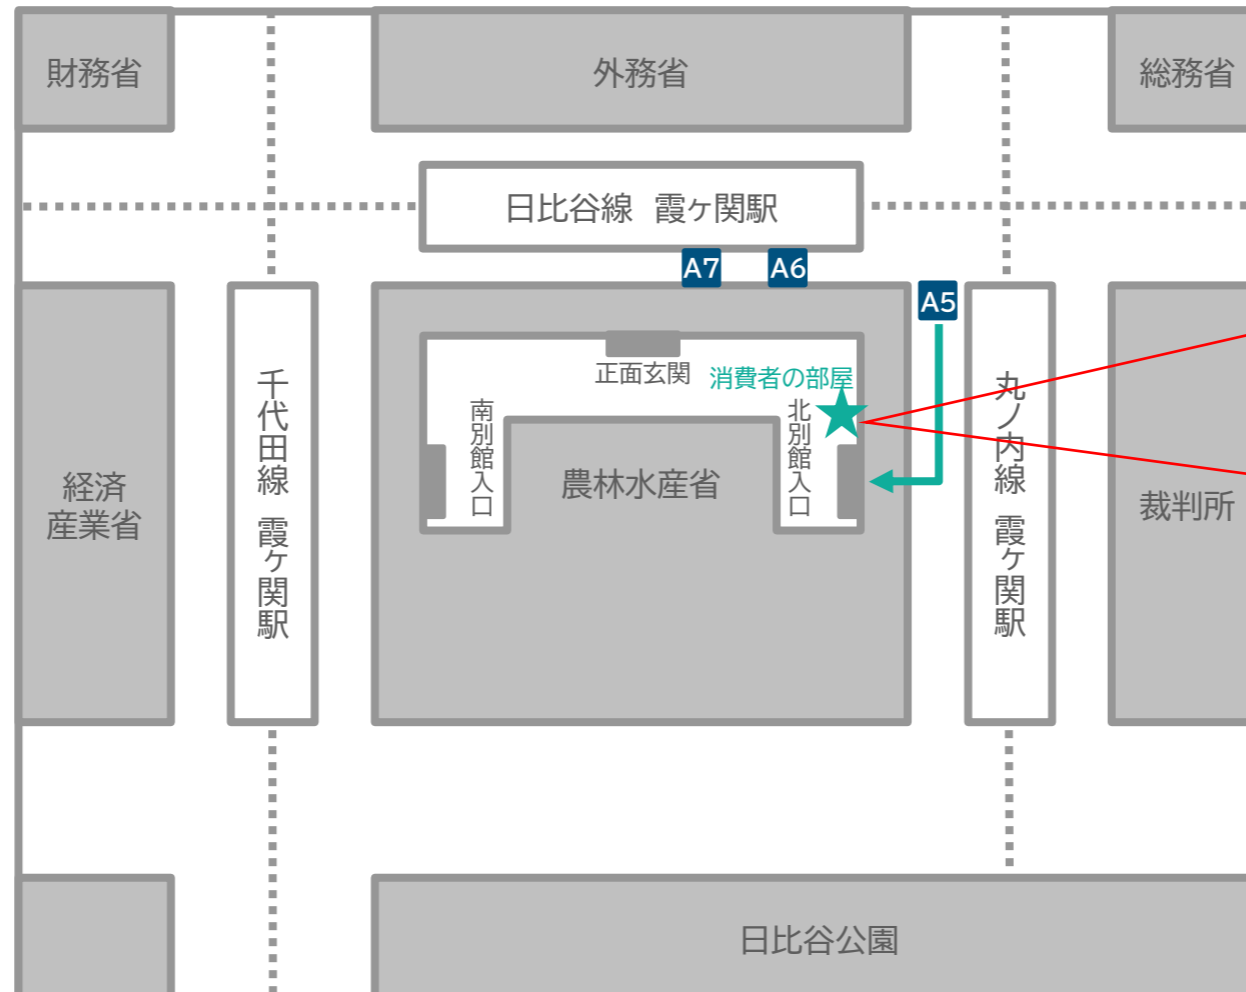 財務省
外務省
総務省
日比谷線 霞ヶ関駅
A7
A6
A5
正面玄関
消費者の部屋
千代田線 霞ヶ関駅
南別館入口
北別館入口
丸ノ内線 霞ヶ関駅
経済
産業省
農林水産省
裁判所
日比谷公園